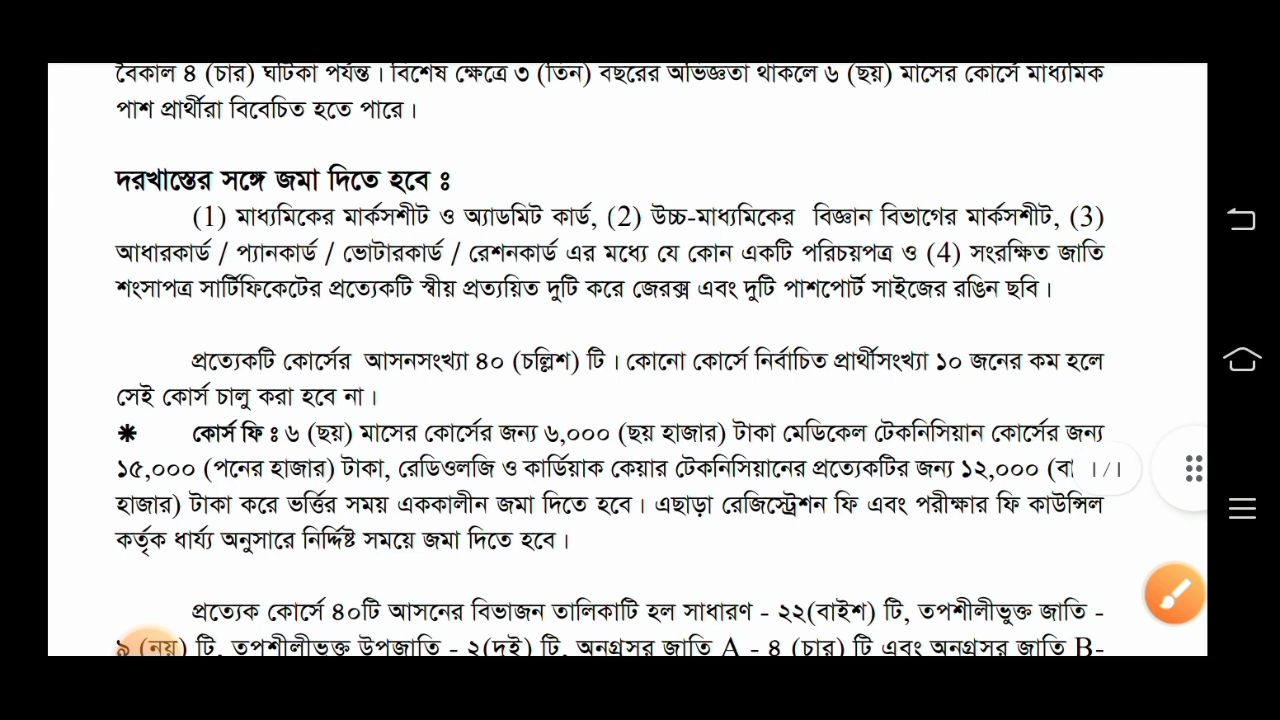 বৈকাল ৪ (চার) ঘটিকা পর্যন্ত। বিশেষ ক্ষেত্রে ৩ (তিন) বছরের অভিজ্ঞতা থাকলে ৬ (ছয়) মাসের কোর্সে মাধ্যমিক
পাশ প্রার্থীরা বিবেচিত হতে পারে।
দরখাস্তের সঙ্গে জমা দিতে হবে ঃ
(1) মাধ্যমিকের মার্কসশীট ও অ্যাডমিট কার্ড, (2) উচ্চ-মাধ্যমিকের বিজ্ঞান বিভাগের মার্কসশীট, (3)
আধারকার্ড / প্যানকার্ড / ভোটারকার্ড / রেশনকার্ড এর মধ্যে যে কোন একটি পরিচয়পত্র ও (4) সংরক্ষিত জাতি
শংসাপত্র সার্টিফিকেটের প্রত্যেকটি স্বীয় প্রত্যয়িত দুটি করে জেরক্স এবং দুটি পাশপোর্ট সাইজের রঙিন ছবি।
প্রত্যেকটি কোর্সের আসনসংখ্যা ৪০ (চল্লিশ) টি। কোনো কোর্সে নির্বাচিত প্রার্থীসংখ্যা ১০ জনের কম হলে
সেই কোর্স চালু করা হবে না।
✱ কোর্স ফি ঃ ৬ (ছয়) মাসের কোর্সের জন্য ৬,০০০ (ছয় হাজার) টাকা মেডিকেল টেকনিসিয়ান কোর্সের জন্য
১৫,০০০ (পনের হাজার) টাকা, রেডিওলজি ও কার্ডিয়াক কেয়ার টেকনিসিয়ানের প্রত্যেকটির জন্য ১২,০০০ 1/1
হাজার) টাকা করে ভর্ত্তির সময় এককালীন জমা দিতে হবে। এছাড়া রেজিস্ট্রেশন ফি এবং পরীক্ষার ফি কাউন্সিল
কর্তৃক ধার্য্য অনুসারে নির্দ্দিষ্ট সময়ে জমা দিতে হবে।
প্রত্যেক কোর্সে ৪০টি আসনের বিভাজন তালিকাটি হল সাধারণ - ২২(বাইশ) টি, তপশীলীভুক্ত জাতি -
৯ (নয়) টি, তপশীলীভুক্ত উপজাতি - ২(দুই) টি, অনগ্রসর জাতি A - ৪ (চার) টি এবং অনগ্রসর জাতি B-